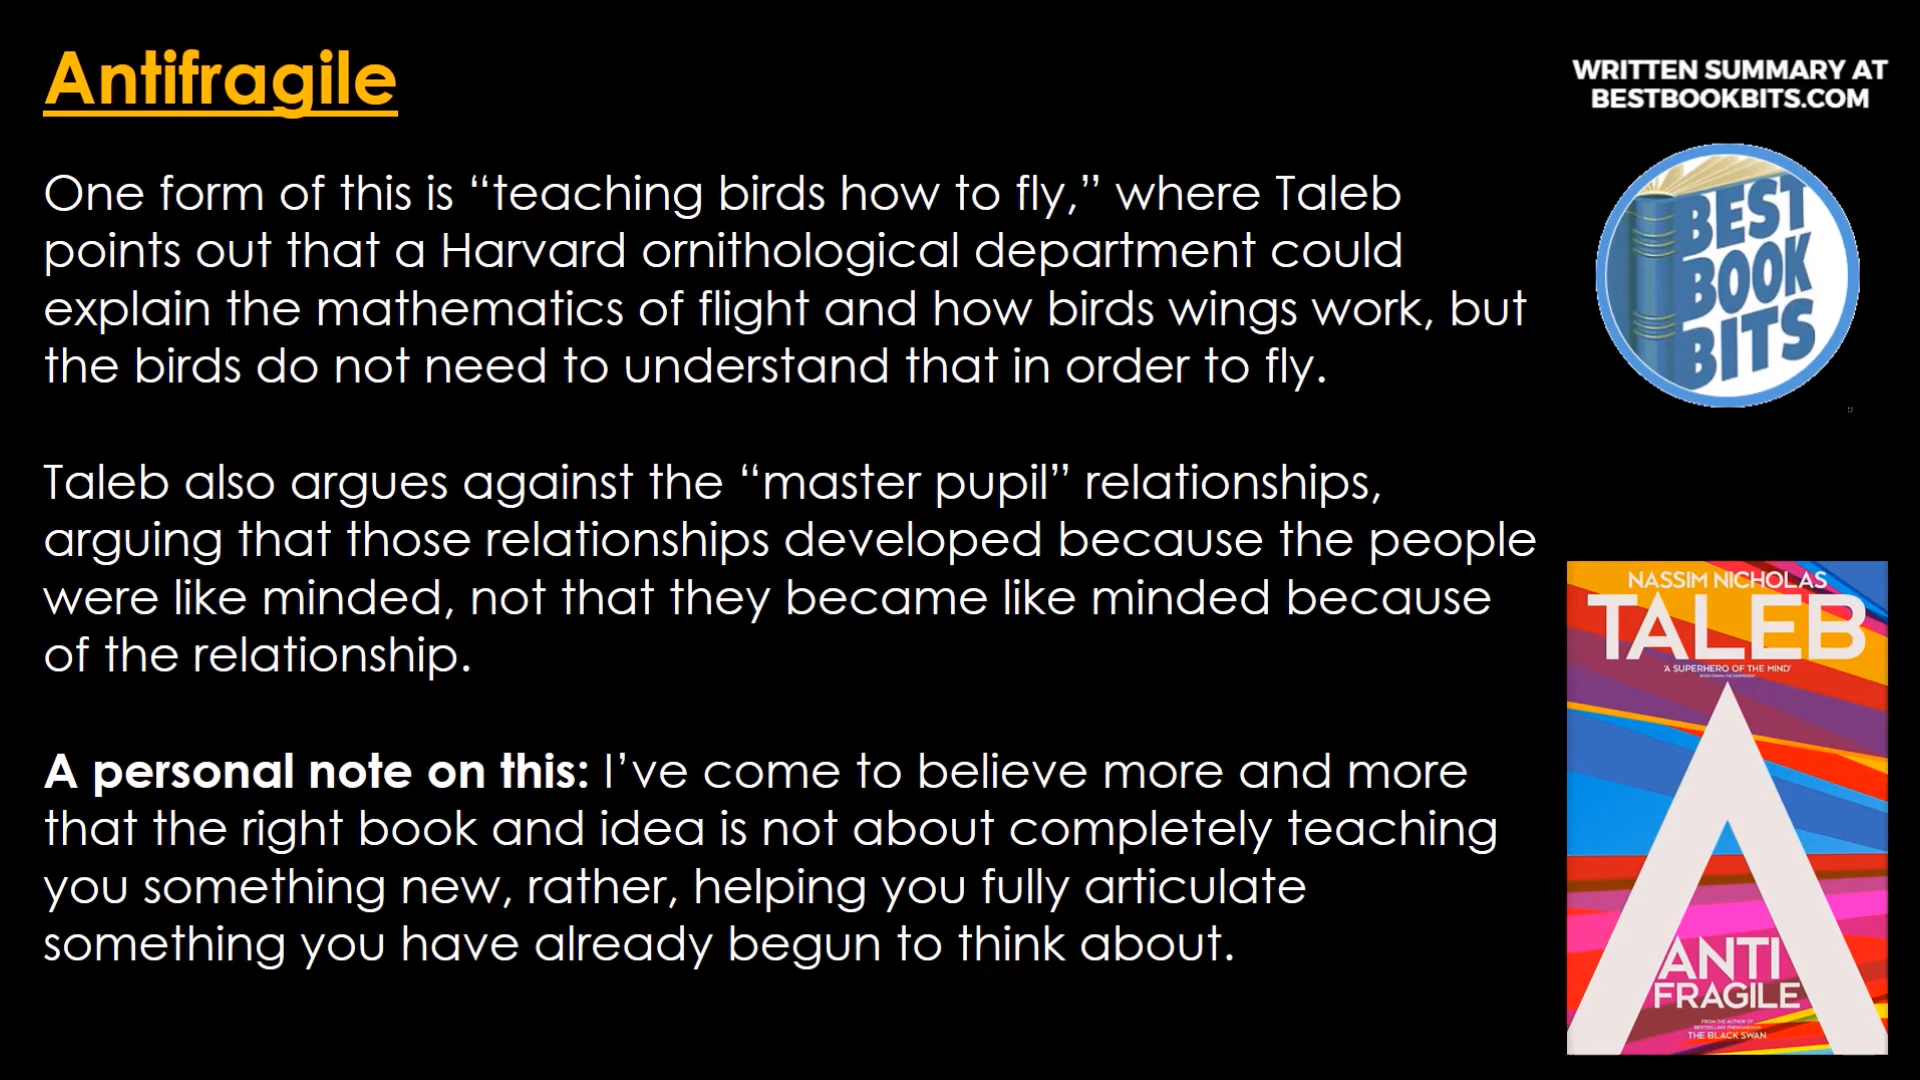 Antifragile
WRITTEN SUMMARY AT
BESTBOOKBITS.COM
BEST
BOOK
BITS
One form of this is “teaching birds how to fly,” where Taleb
points out that a Harvard ornithological department could
explain the mathematics of flight and how birds wings work, but
the birds do not need to understand that in order to fly.
Taleb also argues against the “master pupil” relationships,
arguing that those relationships developed because the people
were like minded, not that they became like minded because
of the relationship.
A personal note on this: I’ve come to believe more and more
that the right book and idea is not about completely teaching
you something new, rather, helping you fully articulate
something you have already begun to think about.
NASSIM NICHOLAS
TALEB
‘A SUPERHERO OF THE MIND’
ANTI
FRAGILE
FROM THE AUTHOR OF
BESTSELLING PHENOMENON
THE BLACK SWAN